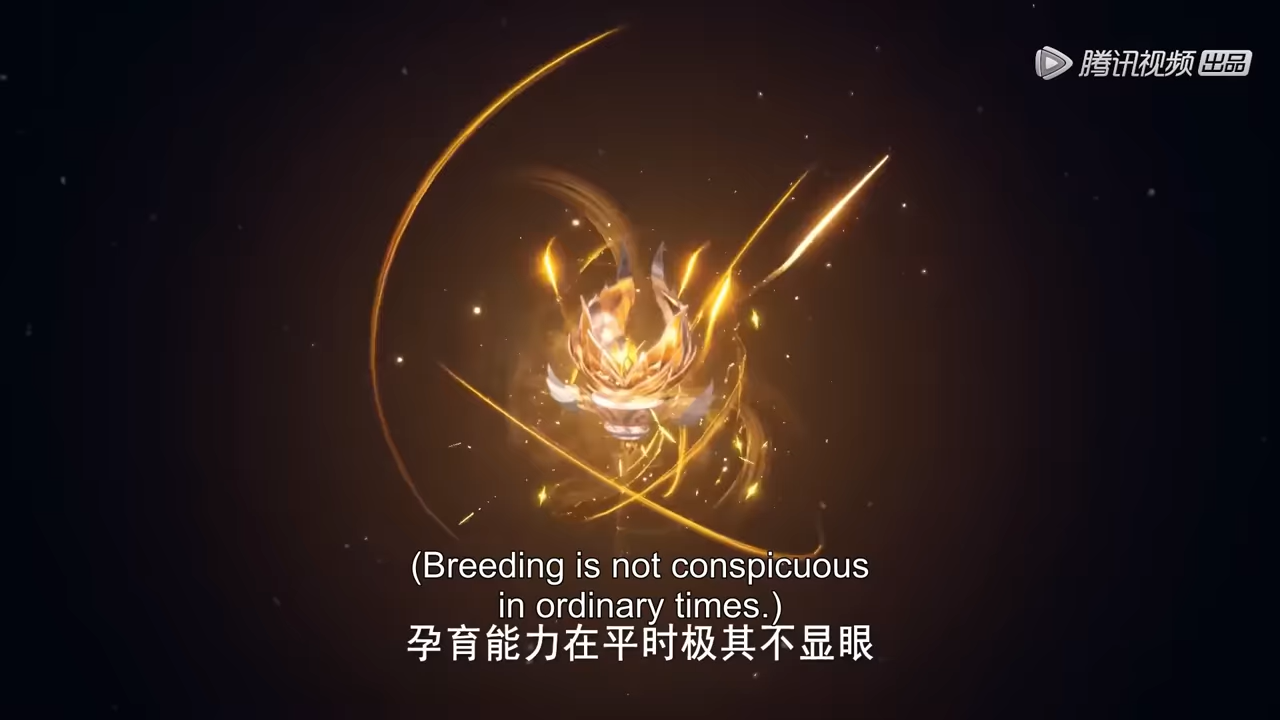 腾讯视频 出品
(Breeding is not conspicuous
in ordinary times.)
孕育能力在平时极其不显眼